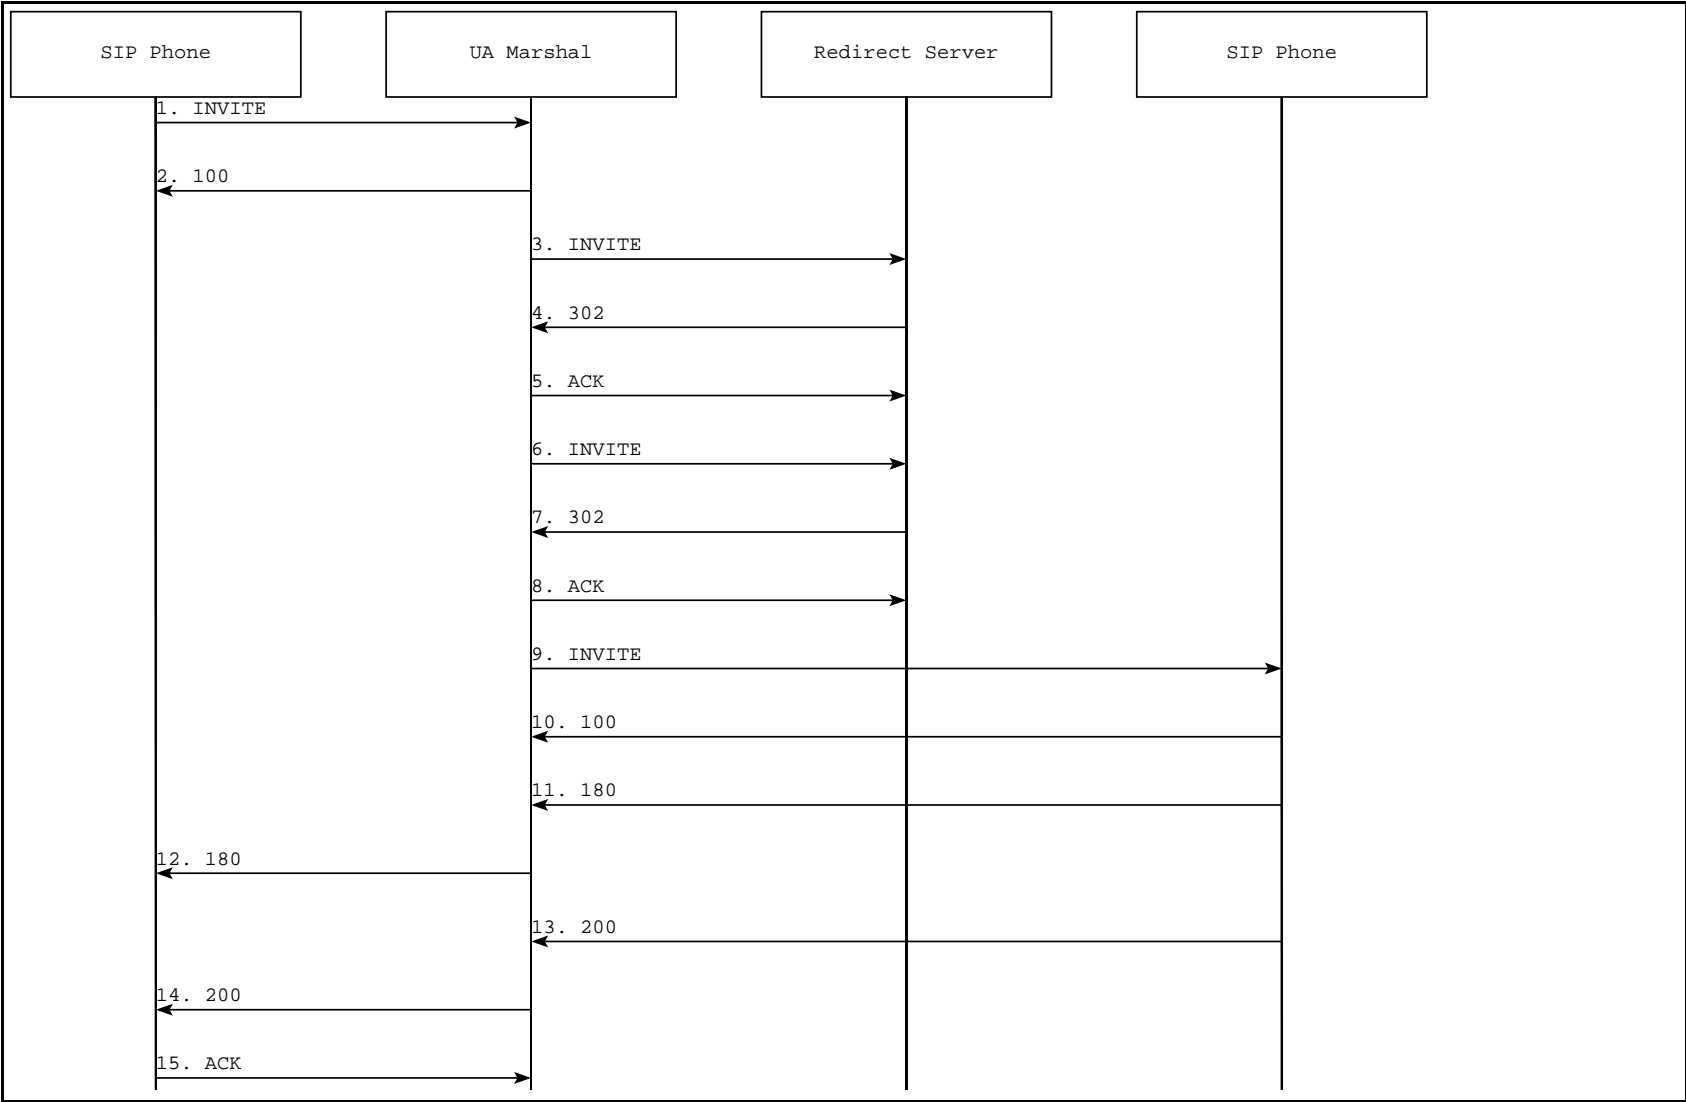 SIP Phone
UA Marshal
Redirect Server
SIP Phone
1. INVITE
2. 100
3. INVITE
4. 302
5. ACK
6. INVITE
7. 302
8. ACK
9. INVITE
10. 100
11. 180
12. 180
13. 200
14. 200
15. ACK